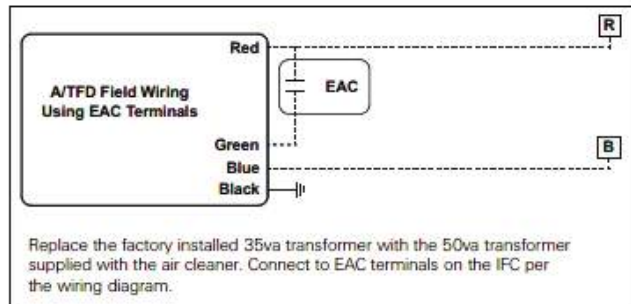 R
Red
A/TFD Field Wiring
Using EAC Terminals
EAC
Green
B
Blue
Black
Replace the factory installed 35va transformer with the 50va transformer
supplied with the air cleaner. Connect to EAC terminals on the IFC per
the wiring diagram.